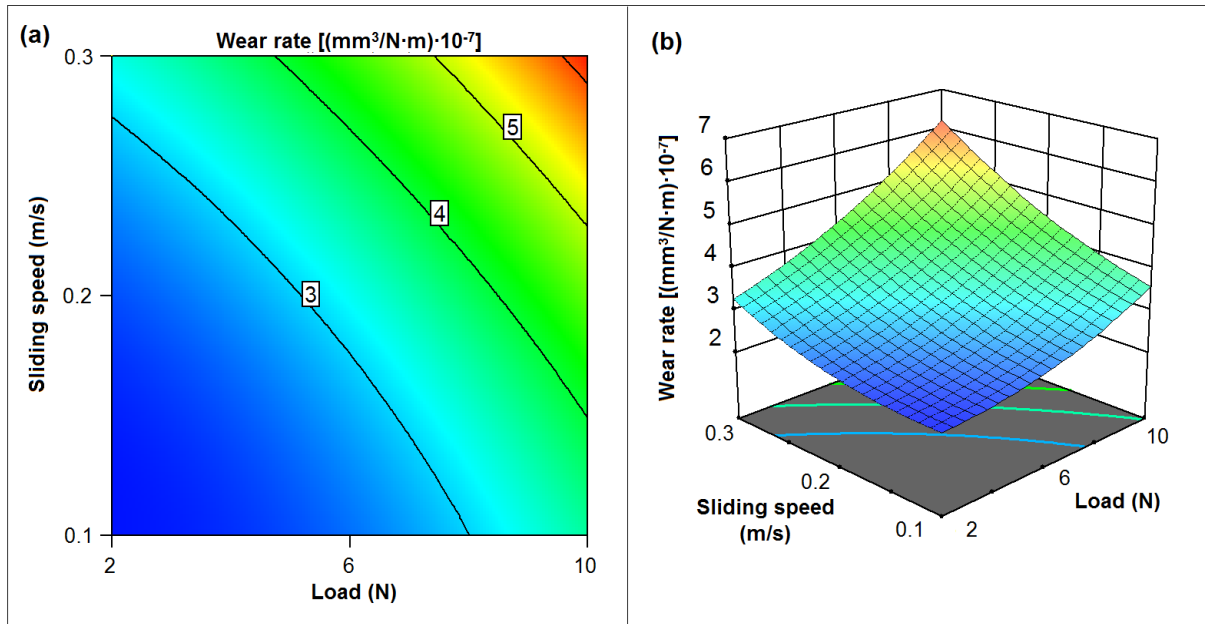 (a)
Wear rate [(mm³/N·m)·10⁻⁷]
0.3
5
4
3
0.2
Sliding speed (m/s)
0.1
2
6
10
Load (N)
(b)
Wear rate [(mm³/N·m)·10⁻⁷]
7
6
5
4
3
2
0.3
0.2
0.1
Sliding speed
(m/s)
2
6
10
Load (N)